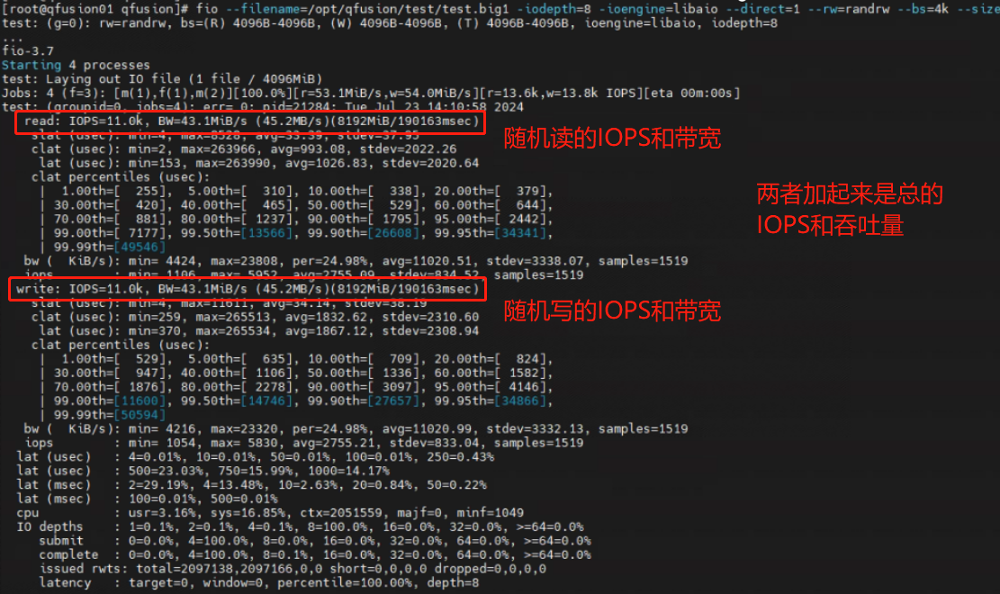 [root@qfusion01 qfusion]# fio --filename=/opt/qfusion/test/test.big1 -iodepth=8 -ioengine=libaio --direct=1 --rw=randrw --bs=4k --size
test: (g=0): rw=randrw, bs=(R) 4096B-4096B, (W) 4096B-4096B, (T) 4096B-4096B, ioengine=libaio, iodepth=8
...
fio-3.7
Starting 4 processes
test: Laying out IO file (1 file / 4096MiB)
Jobs: 4 (f=3): [m(1),f(1),m(2)][100.0%][r=53.1MiB/s,w=54.0MiB/s][r=13.6k,w=13.8k IOPS][eta 00m:00s]
test: (groupid=0, jobs=4): err= 0: pid=21284: Tue Jul 23 14:10:58 2024
read: IOPS=11.0k, BW=43.1MiB/s (45.2MB/s)(8192MiB/190163msec)
slat (usec): min=4, max=8528, avg=33.39, stdev=37.95
随机读的IOPS和带宽
clat (usec): min=2, max=263966, avg=993.08, stdev=2022.26
lat (usec): min=153, max=263990, avg=1026.83, stdev=2020.64
clat percentiles (usec):
| 1.00th=[ 255], 5.00th=[ 310], 10.00th=[ 338], 20.00th=[ 379],
| 30.00th=[ 420], 40.00th=[ 465], 50.00th=[ 529], 60.00th=[ 644],
| 70.00th=[ 881], 80.00th=[ 1237], 90.00th=[ 1795], 95.00th=[ 2442],
| 99.00th=[ 7177], 99.50th=[13566], 99.90th=[26608], 99.95th=[34341],
| 99.99th=[49546]
两者加起来是总的
IOPS和吞吐量
bw ( KiB/s): min= 4424, max=23808, per=24.98%, avg=11020.51, stdev=3338.07, samples=1519
iops : min= 1106, max= 5952, avg=2755.09, stdev=834.52, samples=1519
write: IOPS=11.0k, BW=43.1MiB/s (45.2MB/s)(8192MiB/190163msec)
slat (usec): min=4, max=11611, avg=34.14, stdev=38.19
随机写的IOPS和带宽
clat (usec): min=259, max=265513, avg=1832.62, stdev=2310.60
lat (usec): min=370, max=265534, avg=1867.12, stdev=2308.94
clat percentiles (usec):
| 1.00th=[ 529], 5.00th=[ 635], 10.00th=[ 709], 20.00th=[ 824],
| 30.00th=[ 947], 40.00th=[ 1106], 50.00th=[ 1336], 60.00th=[ 1582],
| 70.00th=[ 1876], 80.00th=[ 2278], 90.00th=[ 3097], 95.00th=[ 4146],
| 99.00th=[11600], 99.50th=[14746], 99.90th=[27657], 99.95th=[34866],
| 99.99th=[50594]
bw ( KiB/s): min= 4216, max=23320, per=24.98%, avg=11020.99, stdev=3332.13, samples=1519
iops : min= 1054, max= 5830, avg=2755.21, stdev=833.04, samples=1519
lat (usec) : 4=0.01%, 10=0.01%, 50=0.01%, 100=0.01%, 250=0.43%
lat (usec) : 500=23.03%, 750=15.99%, 1000=14.17%
lat (msec) : 2=29.19%, 4=13.48%, 10=2.63%, 20=0.84%, 50=0.22%
lat (msec) : 100=0.01%, 500=0.01%
cpu : usr=3.16%, sys=16.85%, ctx=2051559, majf=0, minf=1049
IO depths : 1=0.1%, 2=0.1%, 4=0.1%, 8=100.0%, 16=0.0%, 32=0.0%, >=64=0.0%
submit : 0=0.0%, 4=100.0%, 8=0.0%, 16=0.0%, 32=0.0%, 64=0.0%, >=64=0.0%
complete : 0=0.0%, 4=100.0%, 8=0.1%, 16=0.0%, 32=0.0%, 64=0.0%, >=64=0.0%
issued rwts: total=2097138,2097166,0,0 short=0,0,0,0 dropped=0,0,0,0
latency : target=0, window=0, percentile=100.00%, depth=8